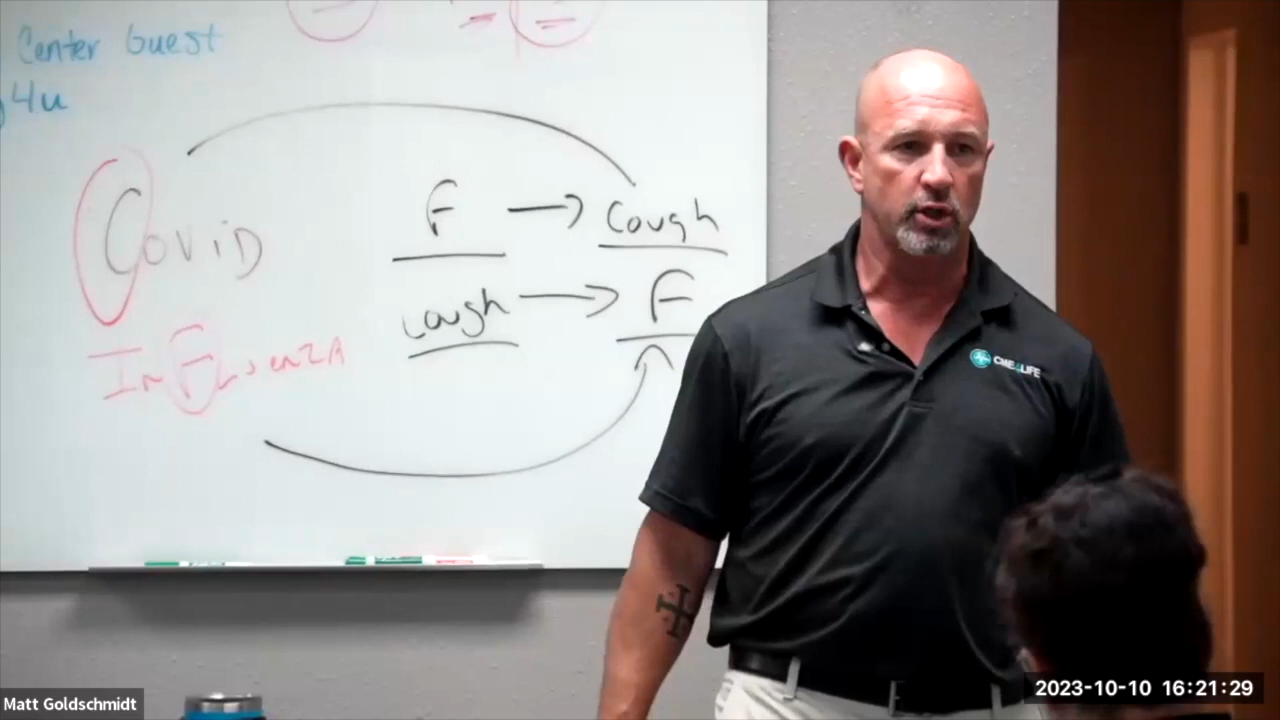 Center Guest
4u
Covid
F → Cough
Cough → F
InFluenzA
CME4LIFE
Matt Goldschmidt
2023-10-10 16:21:29